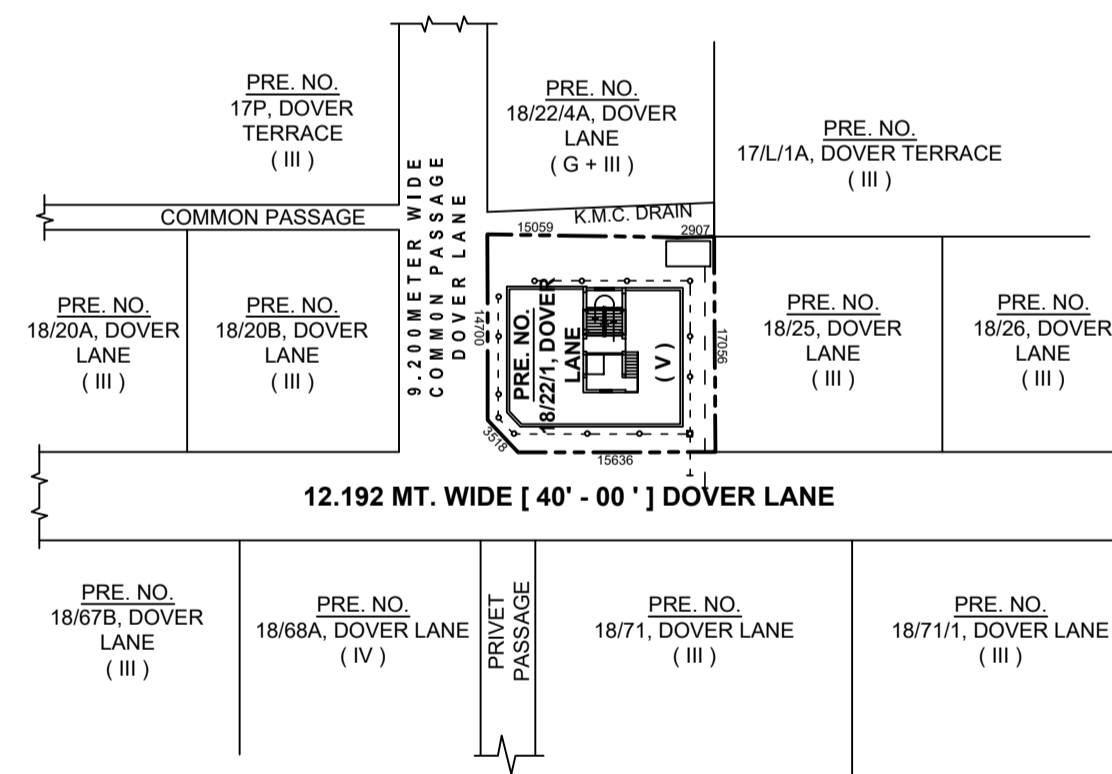 PRE. NO.
17P, DOVER
TERRACE
( III )
PRE. NO.
18/22/4A, DOVER
LANE
( G + III )
PRE. NO.
17/L/1A, DOVER TERRACE
( III )
COMMON PASSAGE
9.200METER WIDE
COMMON PASSAGE
DOVER LANE
K.M.C. DRAIN
15059
2907
PRE. NO.
18/20A, DOVER
LANE
( III )
PRE. NO.
18/20B, DOVER
LANE
( III )
14700
PRE. NO.
18/22/1, DOVER
LANE
( V )
17056
PRE. NO.
18/25, DOVER
LANE
( III )
PRE. NO.
18/26, DOVER
LANE
( III )
3518
15636
12.192 MT. WIDE [ 40' - 00 ' ] DOVER LANE
PRE. NO.
18/67B, DOVER
LANE
( III )
PRE. NO.
18/68A, DOVER LANE
( IV )
PRIVET
PASSAGE
PRE. NO.
18/71, DOVER LANE
( III )
PRE. NO.
18/71/1, DOVER LANE
( III )